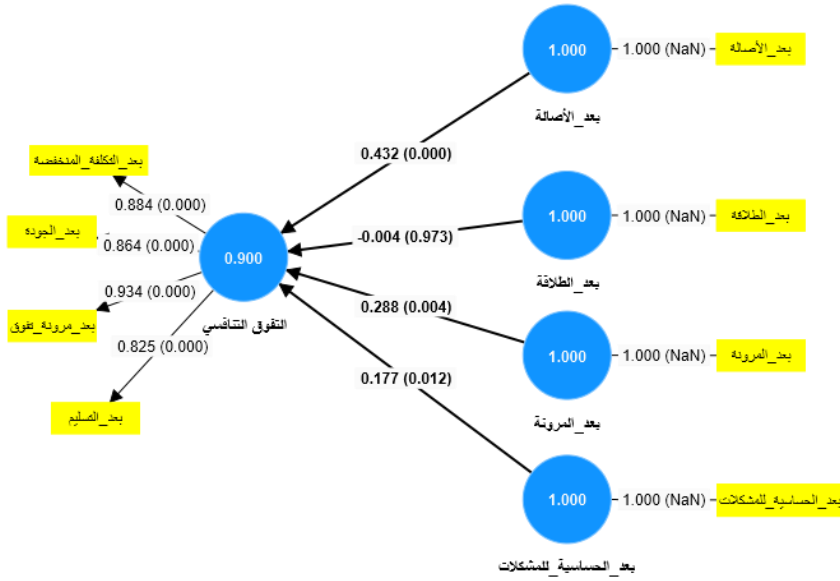 1.000
1.000 (NaN)
بعد_الأصالة
بعد_الأصالة
0.432 (0.000)
بعد_التكلفة_المنخفضة
0.884 (0.000)
1.000
1.000 (NaN)
بعد_الطلاقة
بعد_الجودة
0.864 (0.000)
-0.004 (0.973)
0.900
بعد_الطلاقة
0.934 (0.000)
0.288 (0.004)
بعد_مرونة_تفوق
التفوق التنافسي
0.825 (0.000)
1.000
1.000 (NaN)
بعد_المرونة
0.177 (0.012)
بعد_التسليم
بعد_المرونة
1.000
1.000 (NaN)
بعد_الحساسية_للمشكلات
بعد_الحساسية_للمشكلات